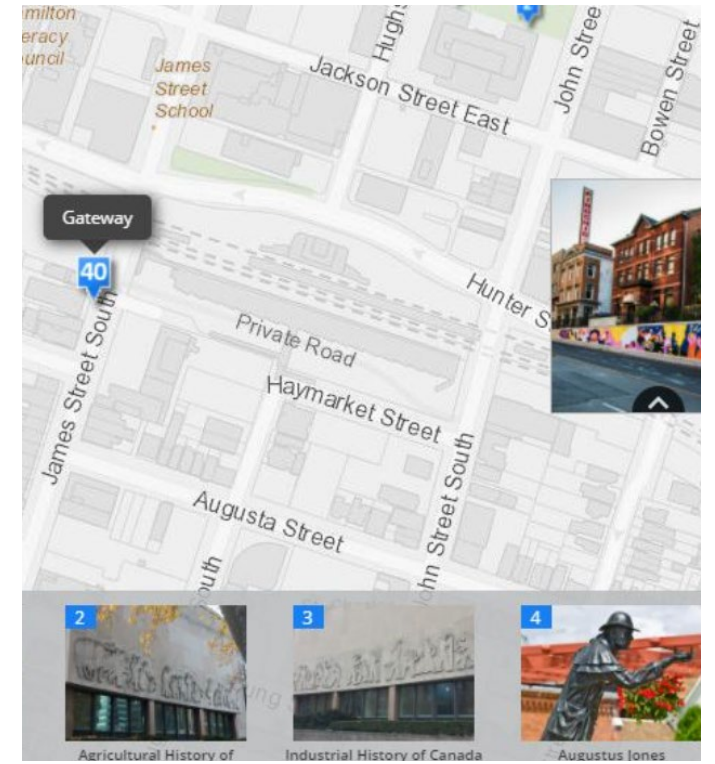 milton
eracy
ouncil
James
Street
School
Hughs
Jackson Street East
John Stree
Bowen Street
Gateway
40
Hunter S
Private Road
Haymarket Street
James Street South
Augusta Street
John Street South
outh
2
3
4
Agricultural History of
Industrial History of Canada
Augustus Jones